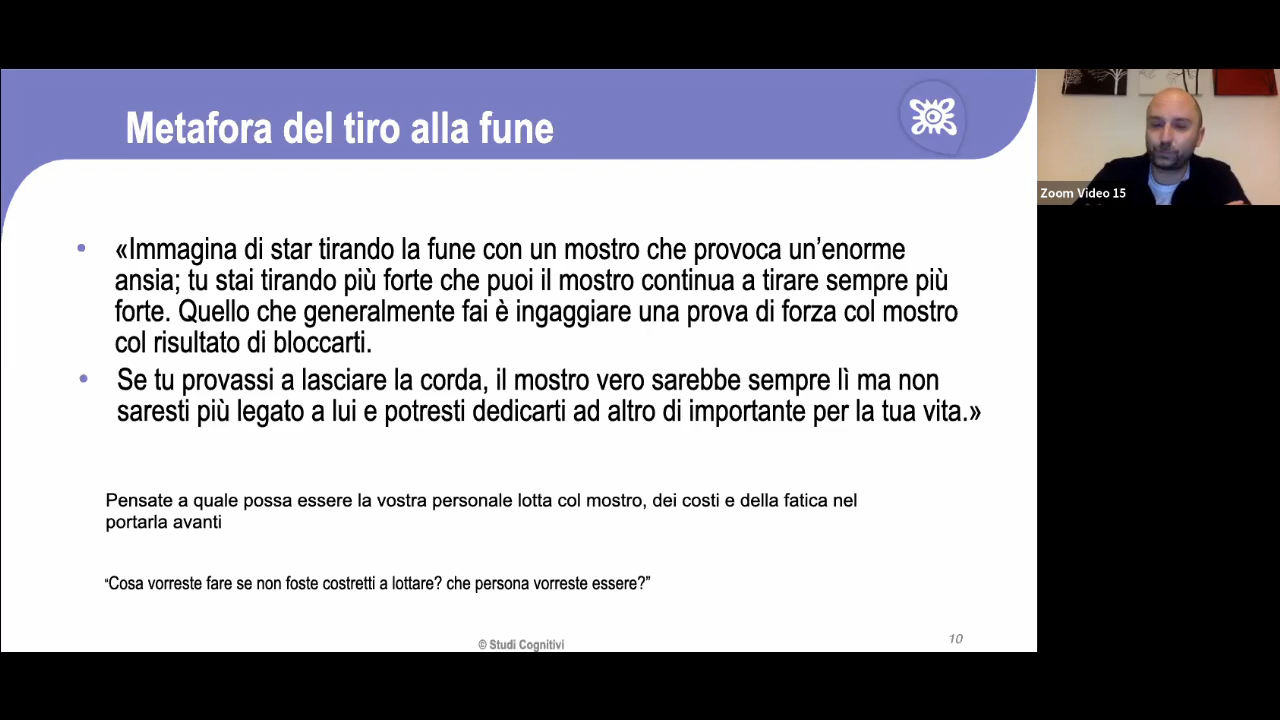 Metafora del tiro alla fune
Zoom Video 15
• «Immagina di star tirando la fune con un mostro che provoca un’enorme
ansia; tu stai tirando più forte che puoi il mostro continua a tirare sempre più
forte. Quello che generalmente fai è ingaggiare una prova di forza col mostro
col risultato di bloccarti.
• Se tu provassi a lasciare la corda, il mostro vero sarebbe sempre lì ma non
saresti più legato a lui e potresti dedicarti ad altro di importante per la tua vita.»
Pensate a quale possa essere la vostra personale lotta col mostro, dei costi e della fatica nel
portarla avanti
“Cosa vorreste fare se non foste costretti a lottare? che persona vorreste essere?”
© Studi Cognitivi
10